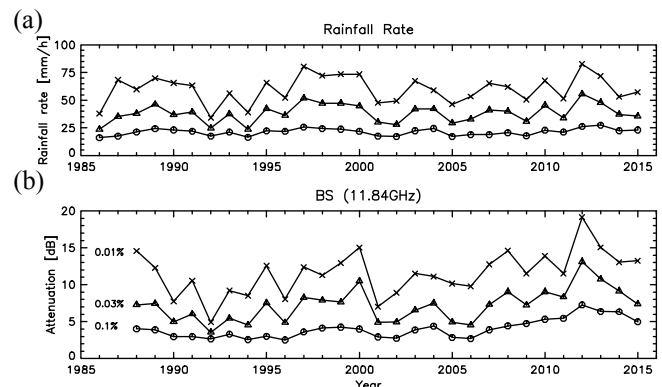 (a)
Rainfall Rate
Rainfall rate [mm/h]
100
75
50
25
0
1985 1990 1995 2000 2005 2010 2015
(b)
BS (11.84GHz)
Attenuation [dB]
20
15
10
5
0
0.01%
0.03%
0.1%
1985 1990 1995 2000 2005 2010 2015
Year